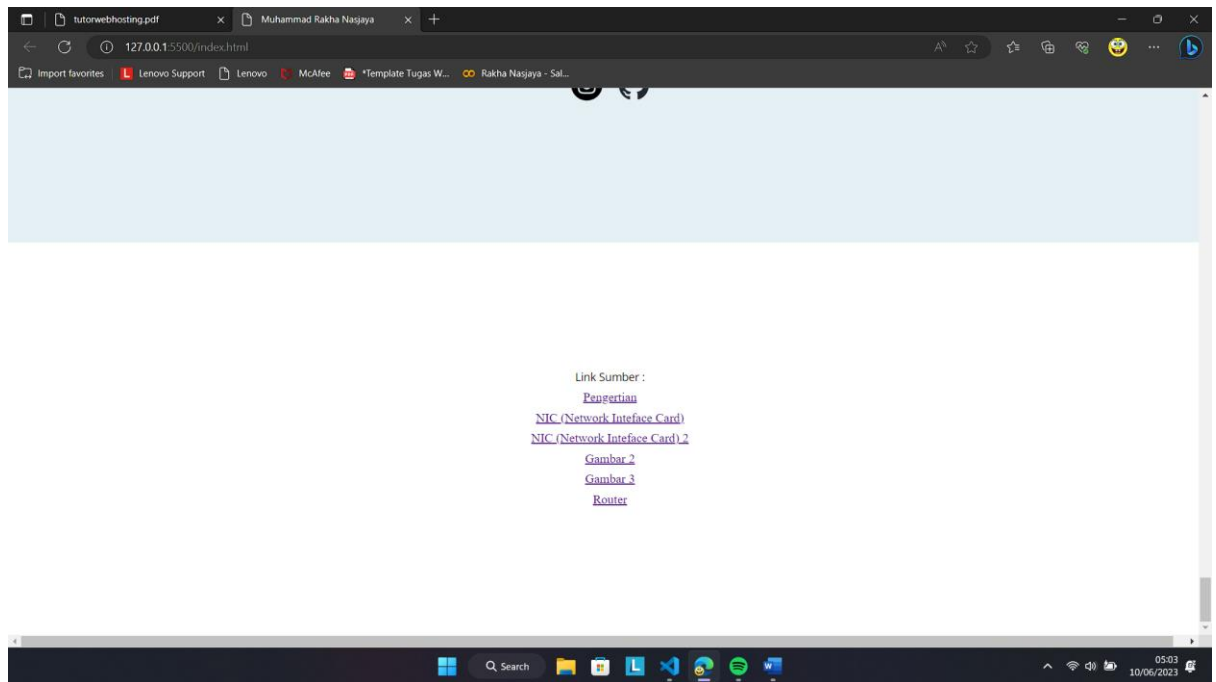 tutorwebhosting.pdf
Muhammad Rakha Nasjaya
127.0.0.1:5500/index.html
Import favorites
Lenovo Support
Lenovo
McAfee
*Template Tugas W...
Rakha Nasjaya - Sal...
Link Sumber :
Pengertian
NIC (Network Inteface Card)
NIC (Network Inteface Card) 2
Gambar 2
Gambar 3
Router
Search
05:03
10/06/2023